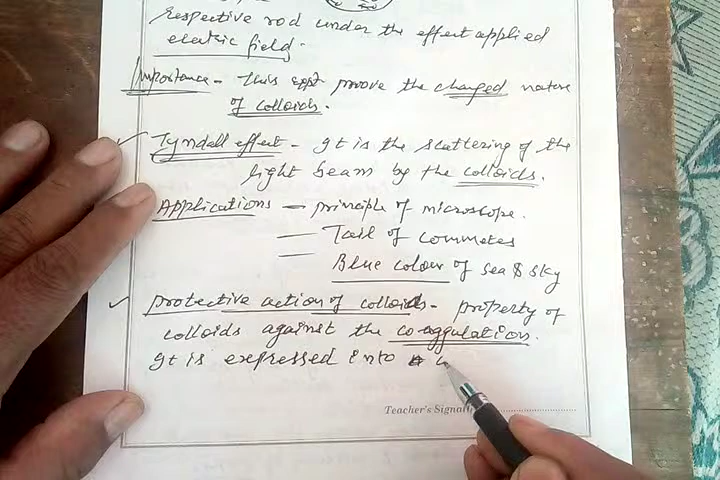 respective rod under the effect applied
electric field.
Importance - This expt prove the charged nature
of colloids.
Tyndall effect - It is the scattering of the
light beam by the colloids.
Applications - principle of microscope.
- Tail of commetes
- Blue colour of sea & sky
protective action of colloids - property of
colloids against the coaggulation.
It is expressed into
Teacher's Signat